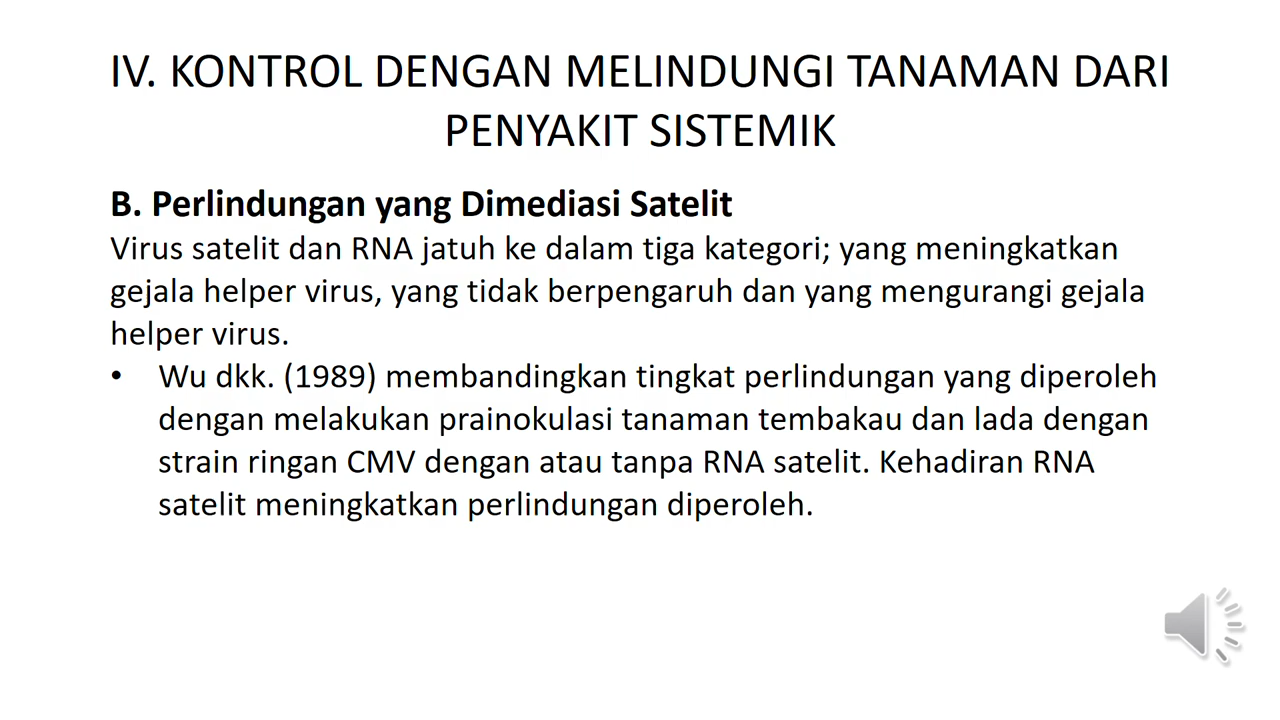 IV. KONTROL DENGAN MELINDUNGI TANAMAN DARI
PENYAKIT SISTEMIK
B. Perlindungan yang Dimediasi Satelit
Virus satelit dan RNA jatuh ke dalam tiga kategori; yang meningkatkan
gejala helper virus, yang tidak berpengaruh dan yang mengurangi gejala
helper virus.
• Wu dkk. (1989) membandingkan tingkat perlindungan yang diperoleh
dengan melakukan prainokulasi tanaman tembakau dan lada dengan
strain ringan CMV dengan atau tanpa RNA satelit. Kehadiran RNA
satelit meningkatkan perlindungan diperoleh.